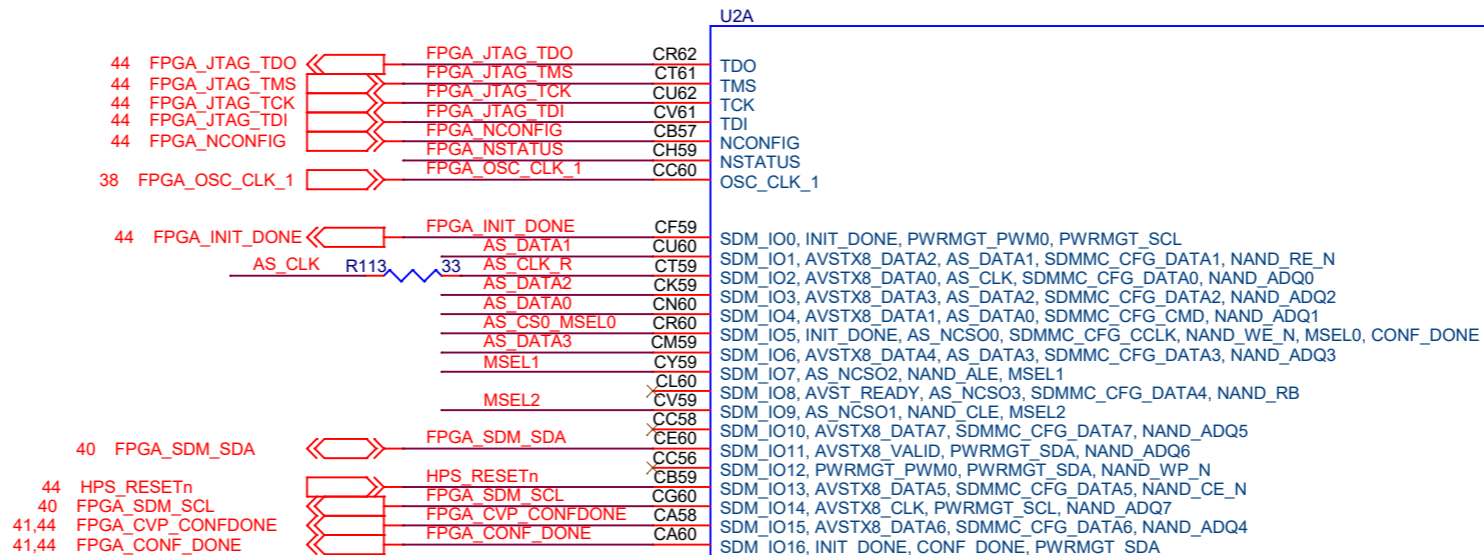 U2A
44 FPGA_JTAG_TDO FPGA_JTAG_TDO CR62 TDO
44 FPGA_JTAG_TMS FPGA_JTAG_TMS CT61 TMS
44 FPGA_JTAG_TCK FPGA_JTAG_TCK CU62 TCK
44 FPGA_JTAG_TDI FPGA_JTAG_TDI CV61 TDI
44 FPGA_NCONFIG FPGA_NCONFIG CB57 NCONFIG
FPGA_NSTATUS CH59 NSTATUS
38 FPGA_OSC_CLK_1 FPGA_OSC_CLK_1 CC60 OSC_CLK_1
44 FPGA_INIT_DONE FPGA_INIT_DONE CF59 SDM_IO0, INIT_DONE, PWRMGT_PWM0, PWRMGT_SCL
AS_DATA1 CU60 SDM_IO1, AVSTX8_DATA2, AS_DATA1, SDMMC_CFG_DATA1, NAND_RE_N
AS_CLK R113 33 AS_CLK_R CT59 SDM_IO2, AVSTX8_DATA0, AS_CLK, SDMMC_CFG_DATA0, NAND_ADQ0
AS_DATA2 CK59 SDM_IO3, AVSTX8_DATA3, AS_DATA2, SDMMC_CFG_DATA2, NAND_ADQ2
AS_DATA0 CN60 SDM_IO4, AVSTX8_DATA1, AS_DATA0, SDMMC_CFG_CMD, NAND_ADQ1
AS_CS0_MSEL0 CR60 SDM_IO5, INIT_DONE, AS_NCSO0, SDMMC_CFG_CCLK, NAND_WE_N, MSEL0, CONF_DONE
AS_DATA3 CM59 SDM_IO6, AVSTX8_DATA4, AS_DATA3, SDMMC_CFG_DATA3, NAND_ADQ3
MSEL1 CY59 SDM_IO7, AS_NCSO2, NAND_ALE, MSEL1
CL60 SDM_IO8, AVST_READY, AS_NCSO3, SDMMC_CFG_DATA4, NAND_RB
MSEL2 CV59 SDM_IO9, AS_NCSO1, NAND_CLE, MSEL2
CC58 SDM_IO10, AVSTX8_DATA7, SDMMC_CFG_DATA7, NAND_ADQ5
40 FPGA_SDM_SDA FPGA_SDM_SDA CE60 SDM_IO11, AVSTX8_VALID, PWRMGT_SDA, NAND_ADQ6
CC56 SDM_IO12, PWRMGT_PWM0, PWRMGT_SDA, NAND_WP_N
44 HPS_RESETn HPS_RESETn CB59 SDM_IO13, AVSTX8_DATA5, SDMMC_CFG_DATA5, NAND_CE_N
40 FPGA_SDM_SCL FPGA_SDM_SCL CG60 SDM_IO14, AVSTX8_CLK, PWRMGT_SCL, NAND_ADQ7
41,44 FPGA_CVP_CONFDONE FPGA_CVP_CONFDONE CA58 SDM_IO15, AVSTX8_DATA6, SDMMC_CFG_DATA6, NAND_ADQ4
41,44 FPGA_CONF_DONE FPGA_CONF_DONE CA60 SDM_IO16, INIT_DONE, CONF_DONE, PWRMGT_SDA